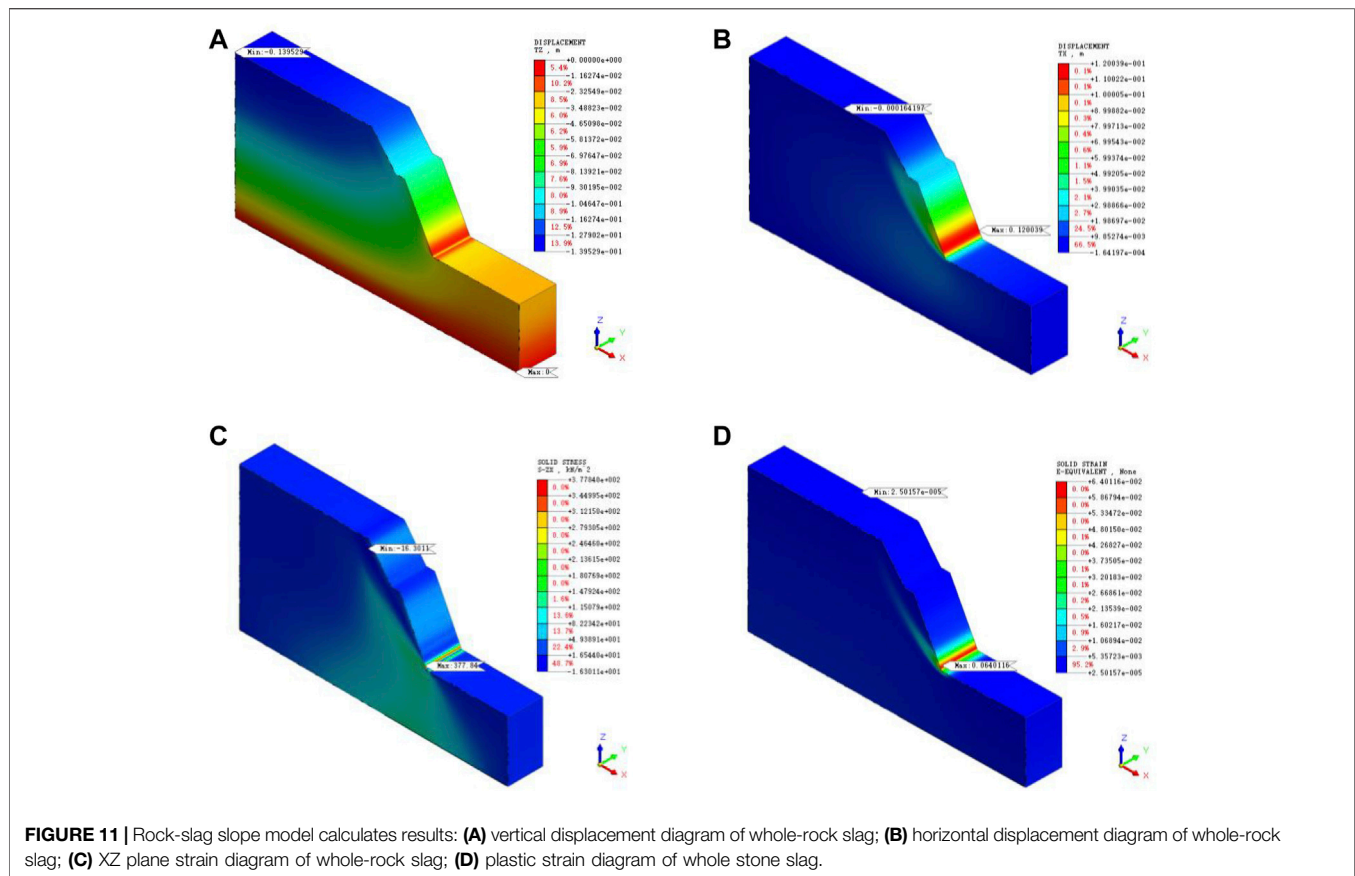 A
Min:-0.139529
DISPLACEMENT
TZ , m
+0.00000e+000
5.4%
-1.16274e-002
10.2%
-2.32549e-002
8.5%
-3.48823e-002
6.0%
-4.65098e-002
6.2%
-5.81372e-002
5.9%
-6.97647e-002
6.9%
-8.13921e-002
7.6%
-9.30195e-002
8.0%
-1.04647e-001
8.9%
-1.16274e-001
12.5%
-1.27902e-001
13.9%
-1.39529e-001
Max:0
Z
Y
X
B
Min:-0.000164197
DISPLACEMENT
TX , m
+1.20039e-001
0.1%
+1.10022e-001
0.1%
+1.00005e-001
0.1%
+8.99882e-002
0.3%
+7.99713e-002
0.4%
+6.99543e-002
0.6%
+5.99374e-002
1.1%
+4.99205e-002
1.5%
+3.99035e-002
2.1%
+2.98866e-002
2.7%
+1.98697e-002
24.5%
+9.85274e-003
66.5%
-1.64197e-004
Max:0.120039
Z
Y
X
C
Min:-16.3011
SOLID STRESS
S-ZX , kN/m^2
+3.77840e+002
0.0%
+3.44995e+002
0.0%
+3.12150e+002
0.0%
+2.79305e+002
0.0%
+2.46460e+002
0.0%
+2.13615e+002
0.0%
+1.80769e+002
0.0%
+1.47924e+002
1.6%
+1.15079e+002
13.6%
+8.22342e+001
13.7%
+4.93891e+001
22.4%
+1.65440e+001
48.7%
-1.63011e+001
Max:377.84
Z
Y
X
D
Min:2.50157e-005
SOLID STRAIN
E-EQUIVALENT , None
+6.40116e-002
0.0%
+5.86794e-002
0.0%
+5.33472e-002
0.0%
+4.80150e-002
0.1%
+4.26827e-002
0.0%
+3.73505e-002
0.1%
+3.20183e-002
0.1%
+2.66861e-002
0.2%
+2.13539e-002
0.5%
+1.60217e-002
0.9%
+1.06894e-002
2.9%
+5.35723e-003
95.2%
+2.50157e-005
Max:0.0640116
Z
Y
X
FIGURE 11 | Rock-slag slope model calculates results: (A) vertical displacement diagram of whole-rock slag; (B) horizontal displacement diagram of whole-rock
slag; (C) XZ plane strain diagram of whole-rock slag; (D) plastic strain diagram of whole stone slag.